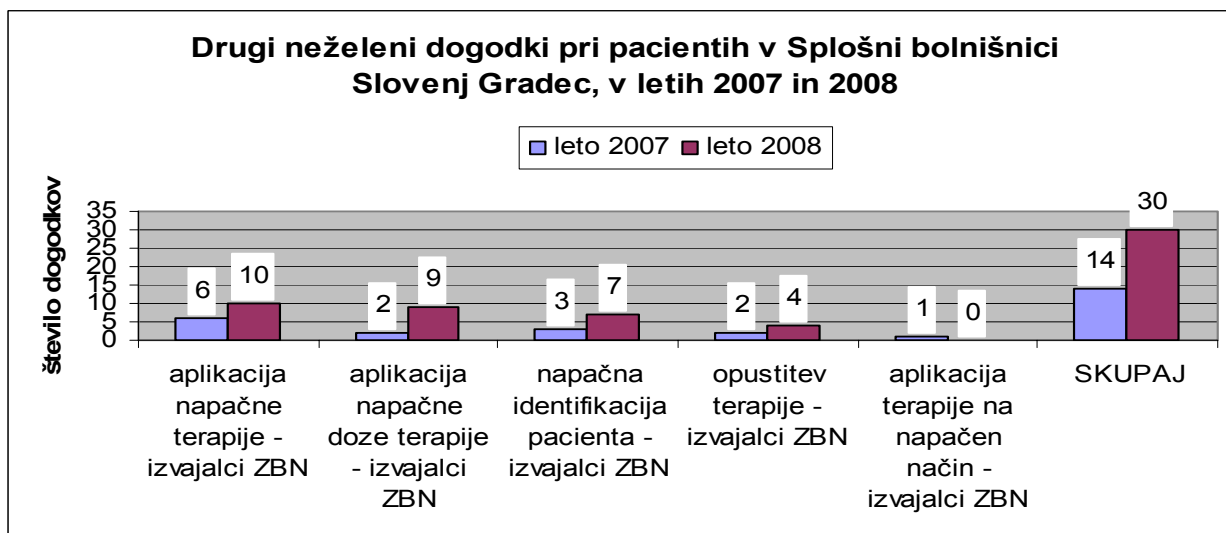 Drugi neželeni dogodki pri pacientih v Splošni bolnišnici
Slovenj Gradec, v letih 2007 in 2008
leto 2007 leto 2008
število dogodkov
35
30
25
20
15
10
5
0
6 10 2 9 3 7 2 4 1 0 14 30
aplikacija
napačne
terapije -
izvajalci ZBN
aplikacija
napačne
doze terapije
- izvajalci
ZBN
napačna
identifikacija
pacienta -
izvajalci ZBN
opustitev
terapije -
izvajalci ZBN
aplikacija
terapije na
napačen
način -
izvajalci ZBN
SKUPAJ